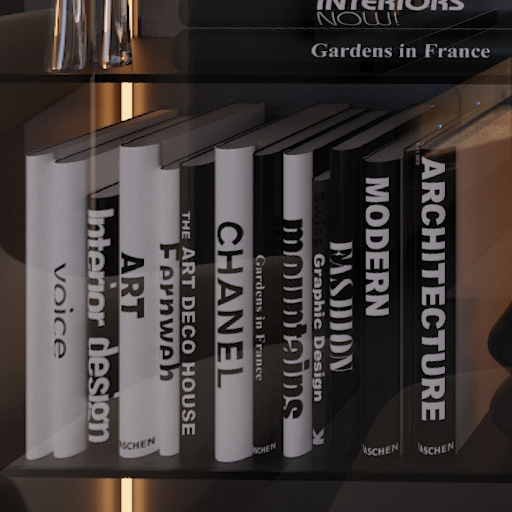 INTERIORS
NOW!
Gardens in France
voice
Interior design
ART
TASCHEN
Fernweh
THE ART DECO HOUSE
CHANEL
Gardens in France
TASCHEN
mountains
Graphic Design
FASHION
MODERN
TASCHEN
ARCHITECTURE
TASCHEN